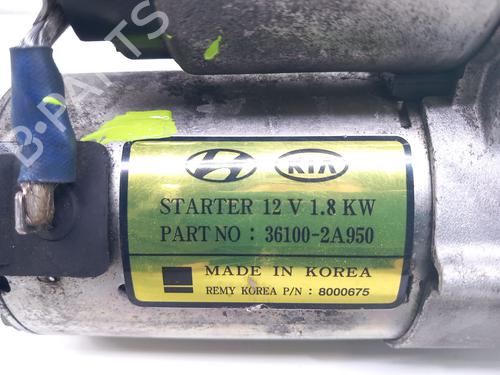 B-PARTS
KIA
STARTER 12 V 1.8 KW
PART NO : 36100-2A950
MADE IN KOREA
REMY KOREA P/N : 8000675